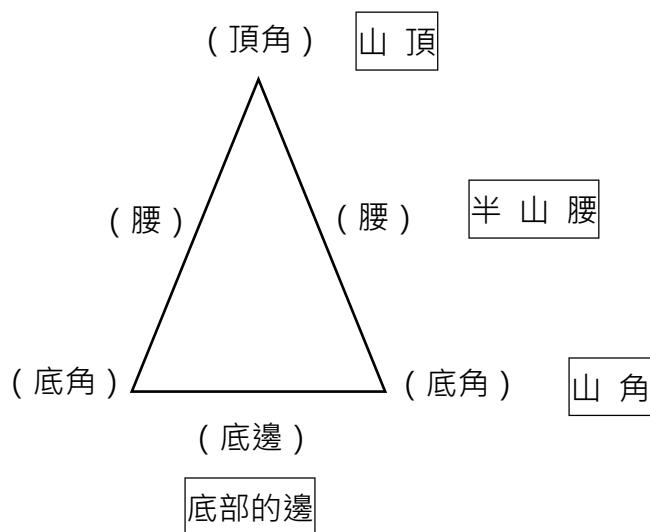 (頂角) 山 頂
(腰) (腰) 半 山 腰
(底角) (底角) 山 角
(底邊)
底部的邊